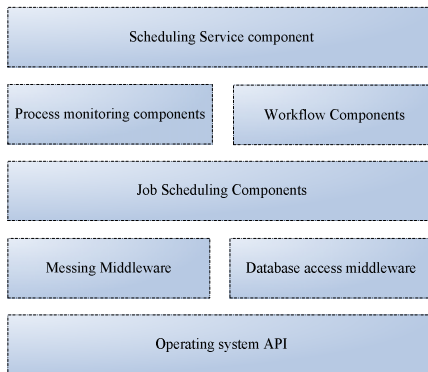 Scheduling Service component
Process monitoring components
Workflow Components
Job Scheduling Components
Messing Middleware
Database access middleware
Operating system API